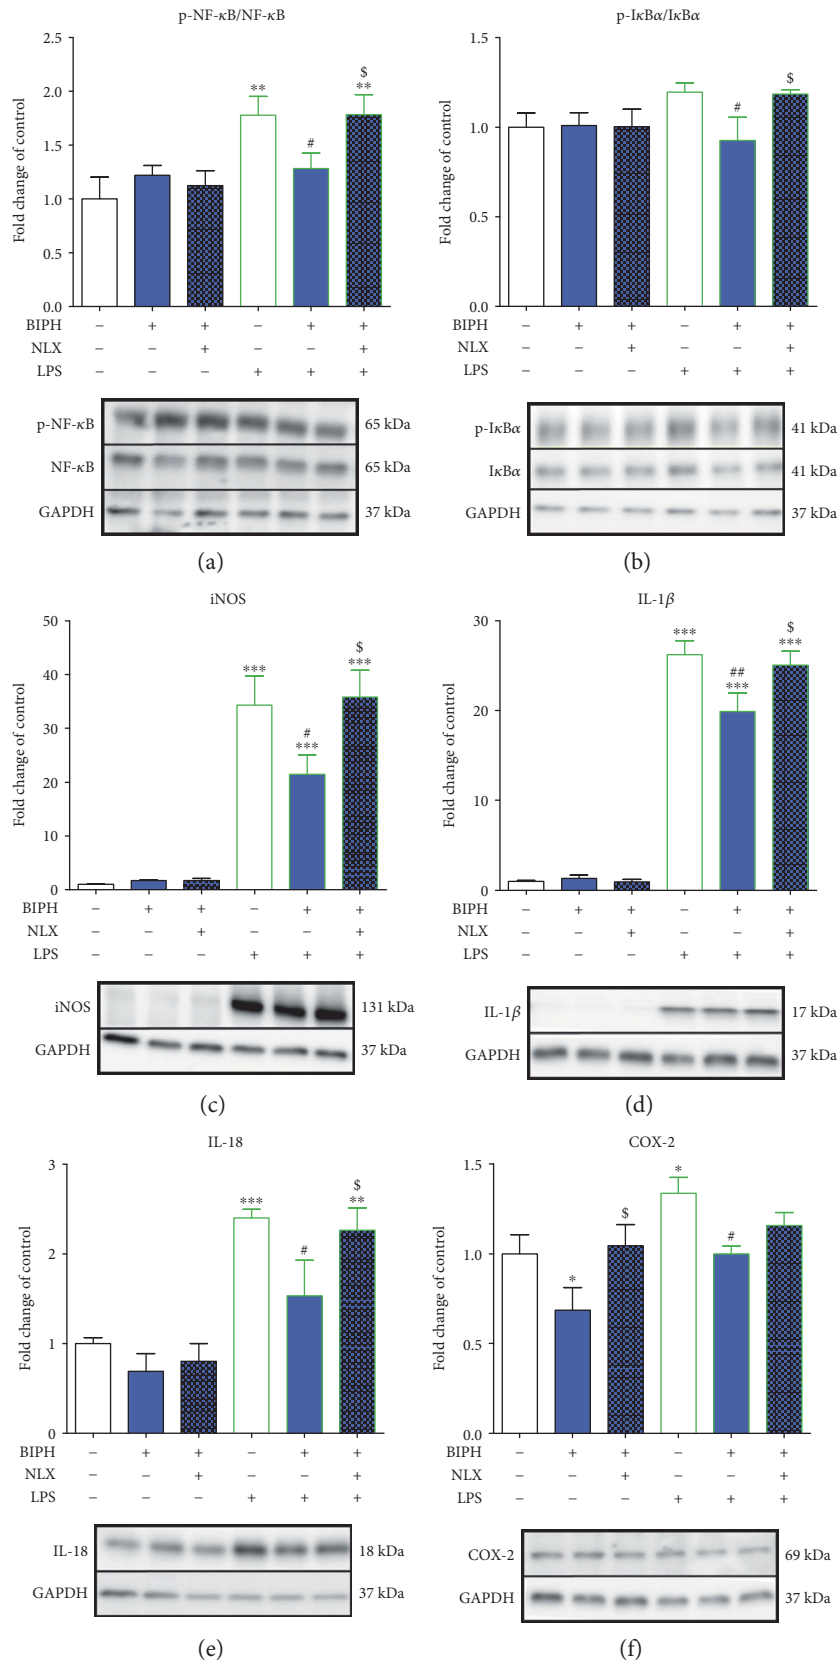 p-NF-κB/NF-κB
Fold change of control
2.5
2.0
1.5
1.0
0.5
0.0
** # $ **
BIPH – + + – + +
NLX – – + – – +
LPS – – – + + +
p-NF-κB 65 kDa
NF-κB 65 kDa
GAPDH 37 kDa
(a)
p-IκBα/IκBα
Fold change of control
1.5
1.0
0.5
0.0
# $
BIPH – + + – + +
NLX – – + – – +
LPS – – – + + +
p-IκBα 41 kDa
IκBα 41 kDa
GAPDH 37 kDa
(b)
iNOS
Fold change of control
50
40
30
20
10
0
*** # *** $ ***
BIPH – + + – + +
NLX – – + – – +
LPS – – – + + +
iNOS 131 kDa
GAPDH 37 kDa
(c)
IL-1β
Fold change of control
30
20
10
0
*** ## *** $ ***
BIPH – + + – + +
NLX – – + – – +
LPS – – – + + +
IL-1β 17 kDa
GAPDH 37 kDa
(d)
IL-18
Fold change of control
3
2
1
0
*** # $ **
BIPH – + + – + +
NLX – – + – – +
LPS – – – + + +
IL-18 18 kDa
GAPDH 37 kDa
(e)
COX-2
Fold change of control
1.5
1.0
0.5
0.0
* $ * #
BIPH – + + – + +
NLX – – + – – +
LPS – – – + + +
COX-2 69 kDa
GAPDH 37 kDa
(f)